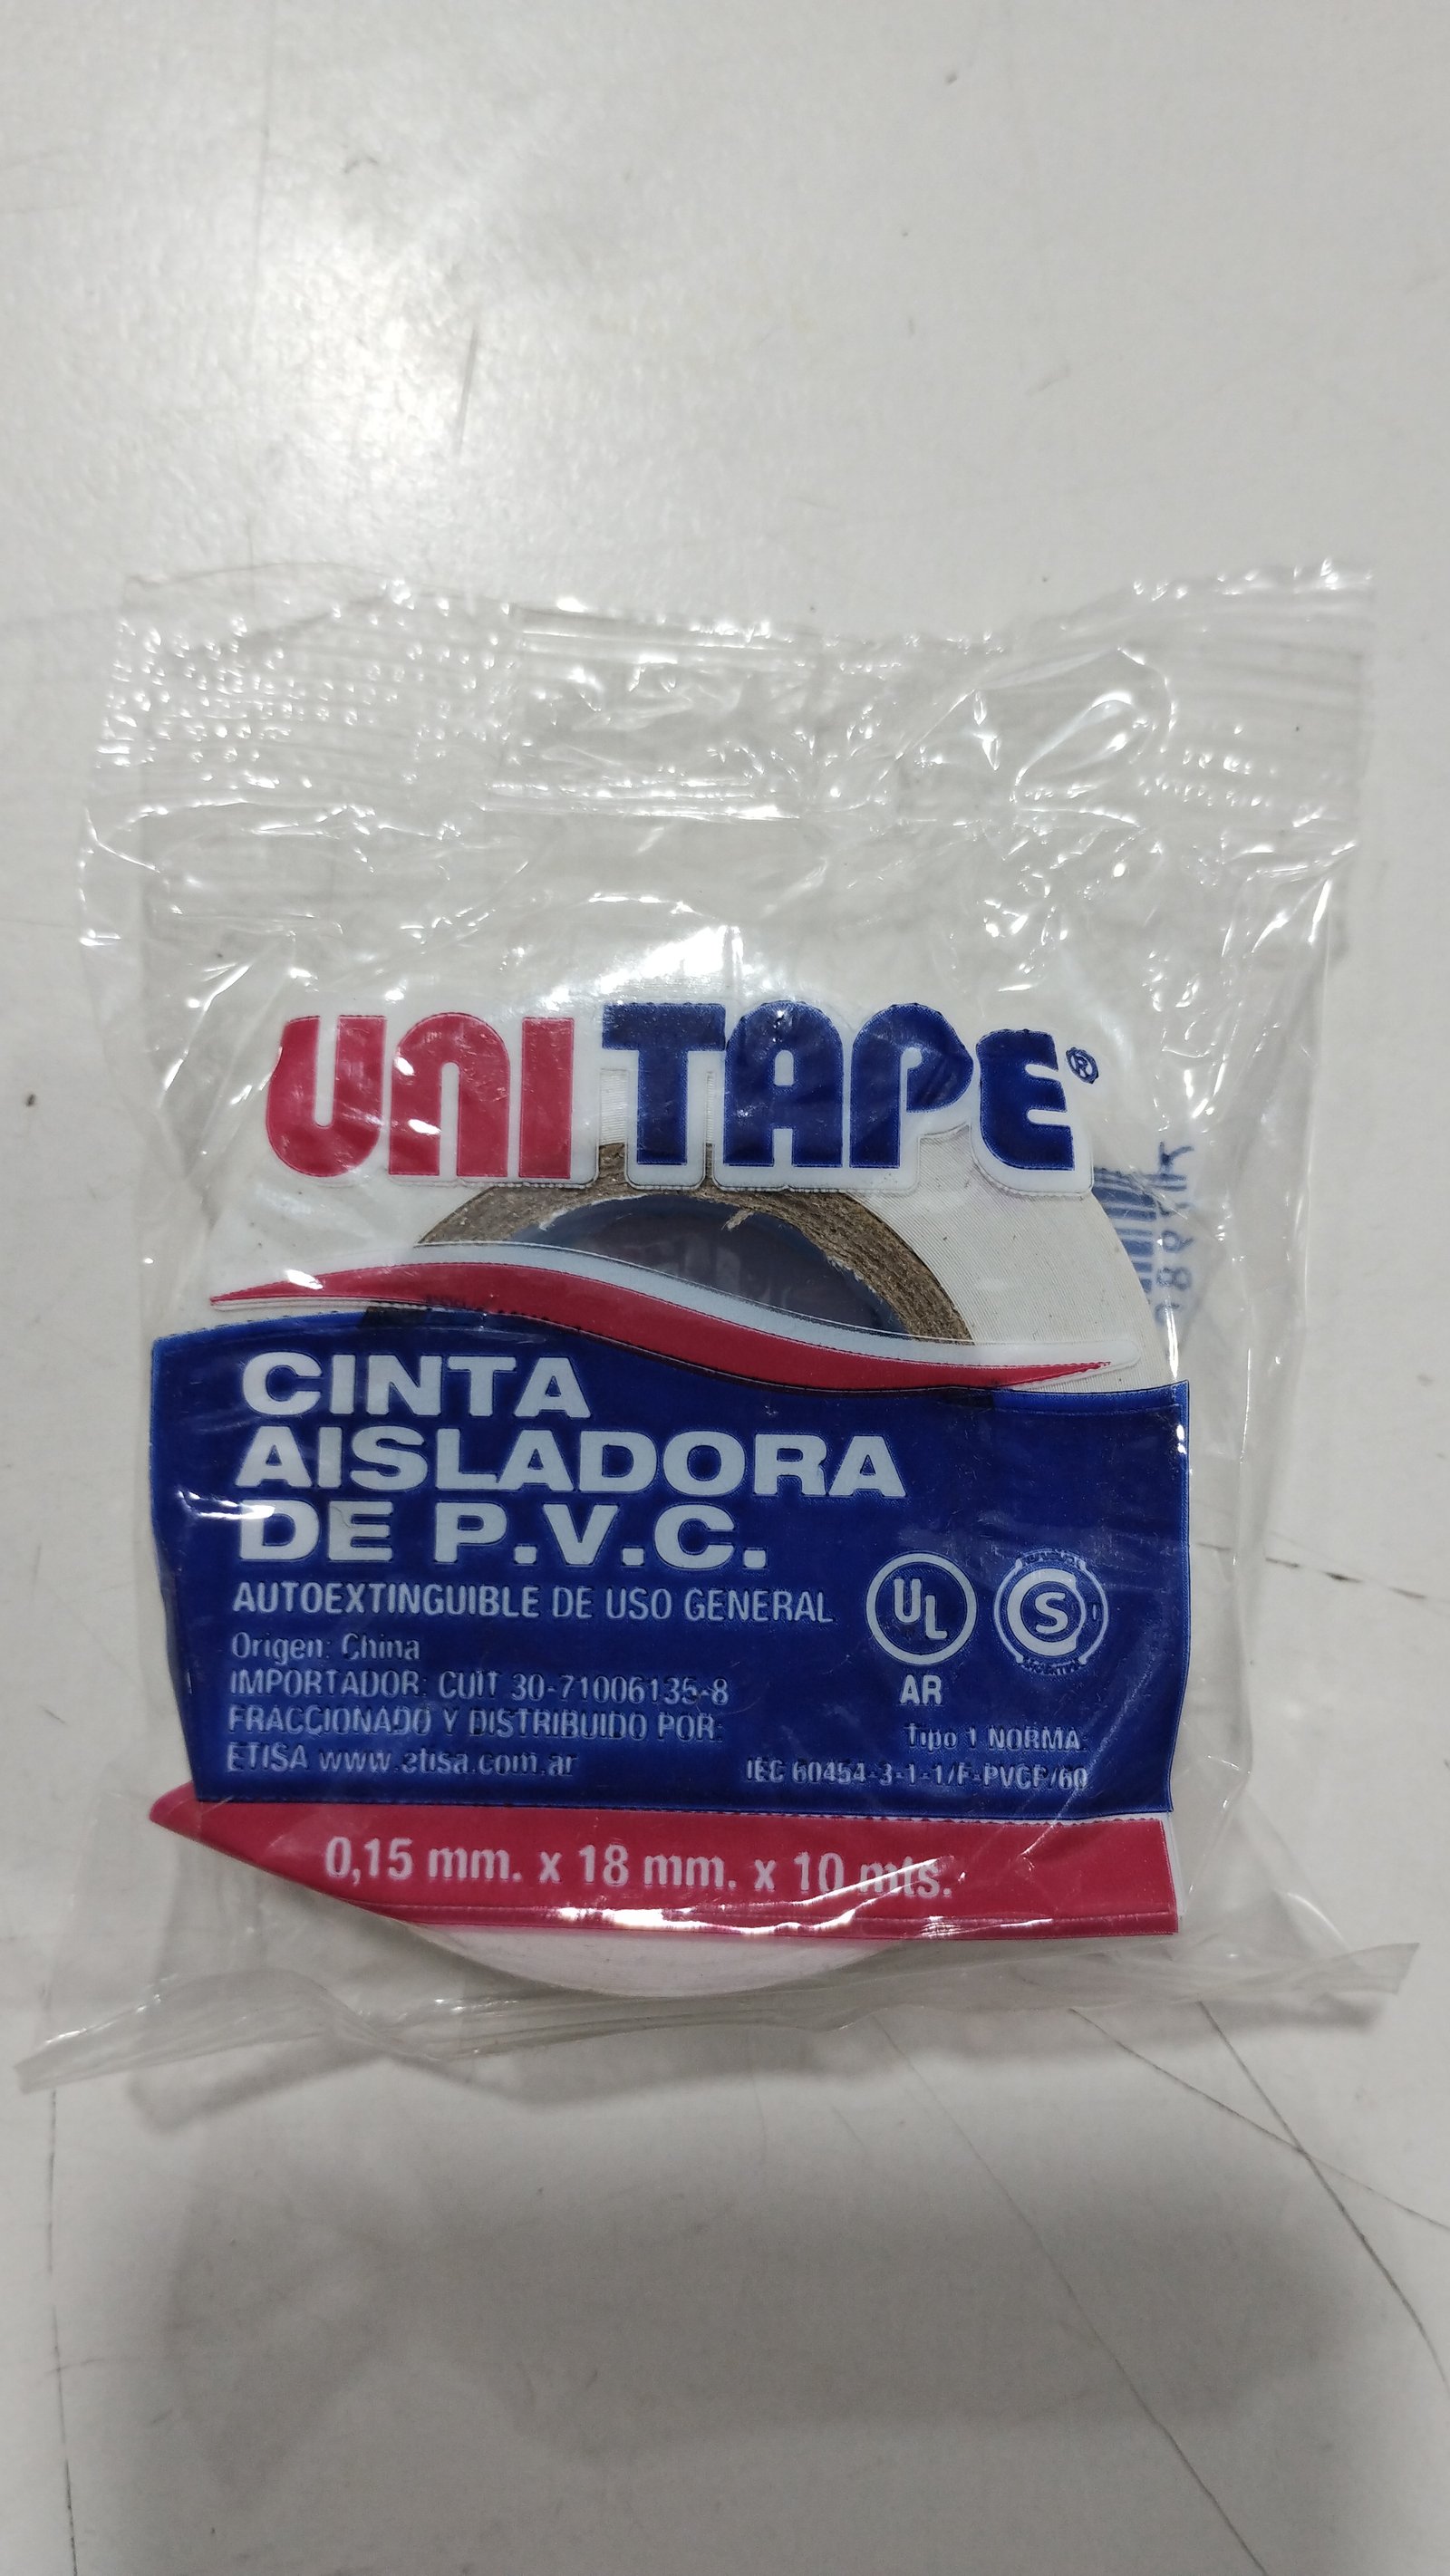 UNITAPE®
CINTA
AISLADORA
DE P.V.C.
AUTOEXTINGUIBLE DE USO GENERAL
Origen: China
IMPORTADOR: CUIT 30-71006135-8
FRACCIONADO Y DISTRIBUIDO POR:
ETISA www.etisa.com.ar
UL
S
AR
Tipo 1 NORMA:
IEC 60454-3-1-1/F-PVCP/60
0,15 mm. x 18 mm. x 10 mts.